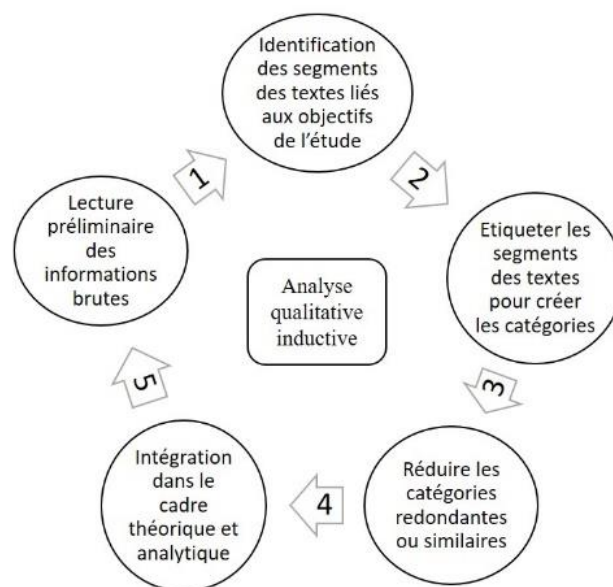 Identification
des segments
des textes liés
aux objectifs
de l'étude
1
2
Lecture
préliminaire
des
informations
brutes
Etiqueter les
segments
des textes
pour créer
les catégories
Analyse
qualitative
inductive
3
5
Intégration
dans le
cadre
théorique et
analytique
4
Réduire les
catégories
redondantes
ou similaires